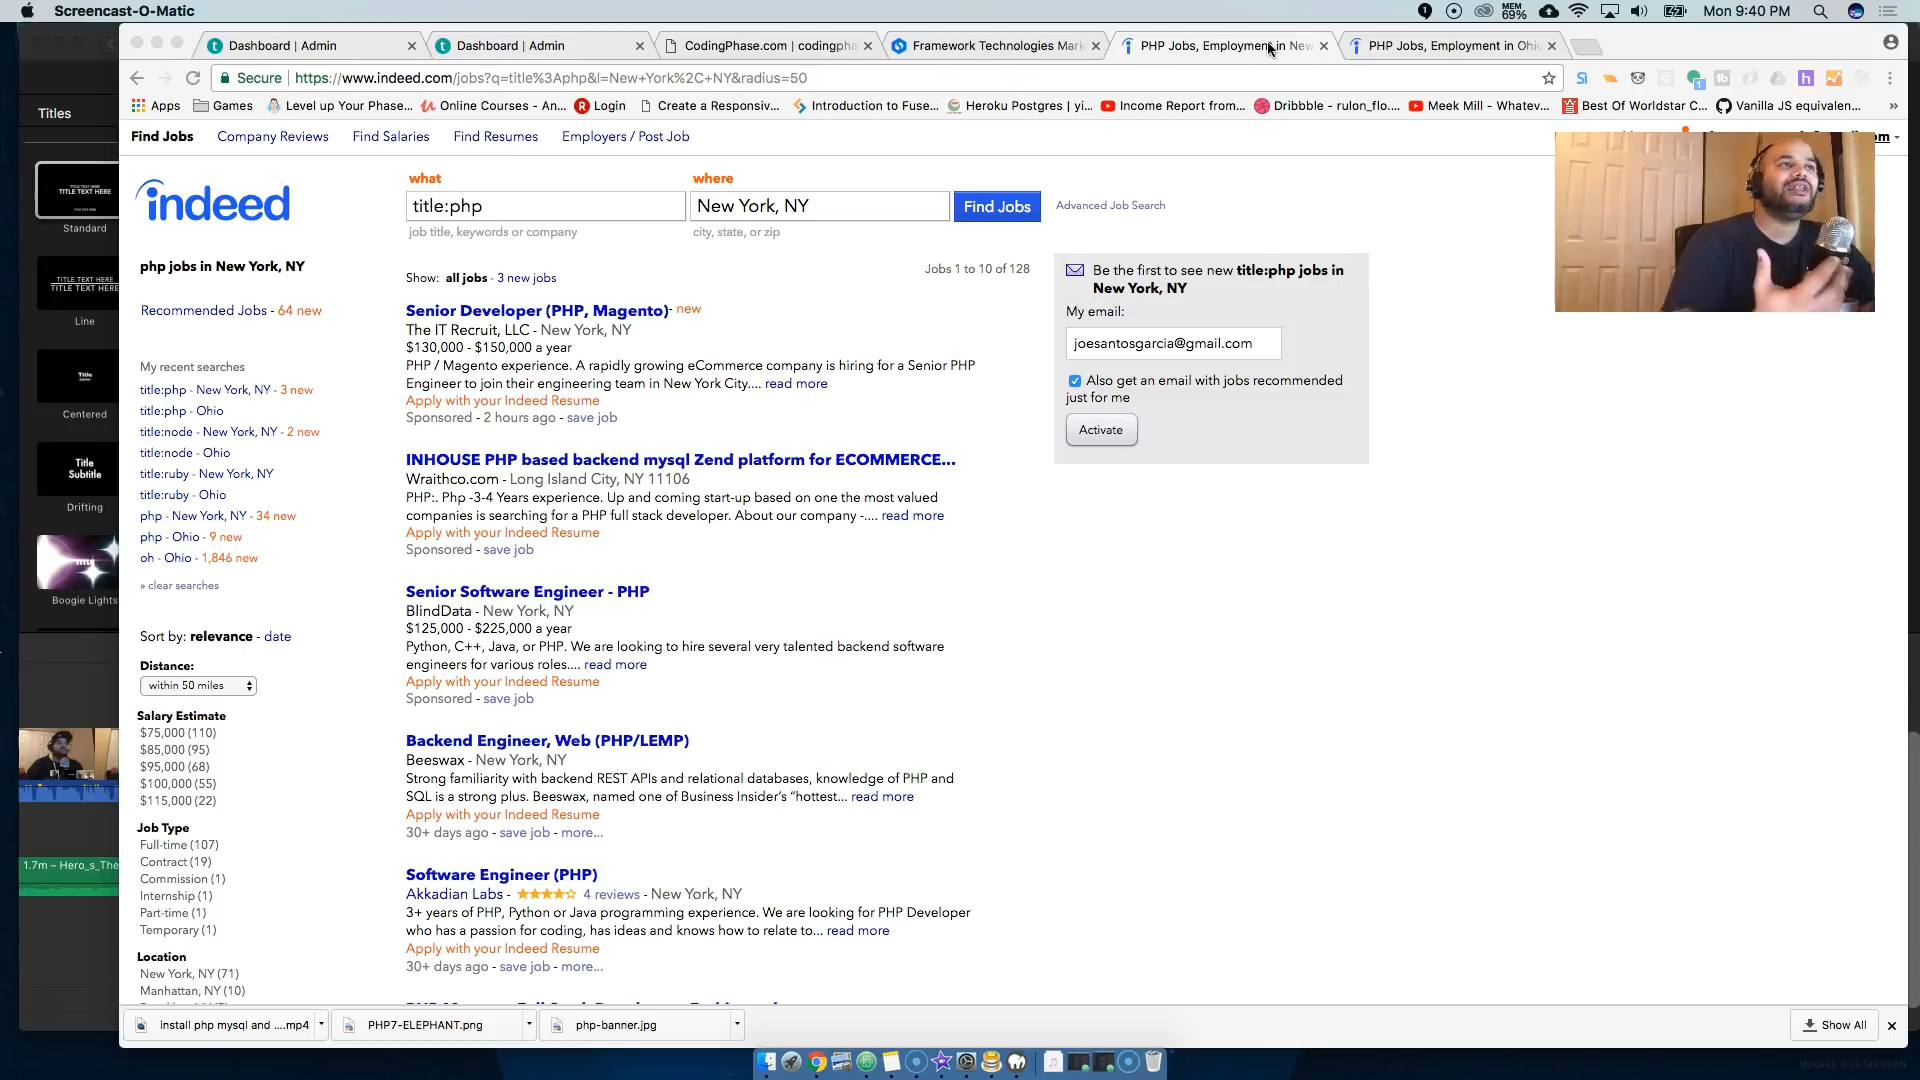 Screencast-O-Matic
MEM
69%
Mon 9:40 PM
Dashboard | Admin
Dashboard | Admin
CodingPhase.com | codingpha
Framework Technologies Mark
PHP Jobs, Employment in New
PHP Jobs, Employment in Ohio
Secure
https://www.indeed.com/jobs?q=title%3Aphp&l=New+York%2C+NY&radius=50
Apps
Games
Level up Your Phase...
Online Courses - An...
Login
Create a Responsiv...
Introduction to Fuse...
Heroku Postgres | yi...
Income Report from...
Dribbble - rulon_flo....
Meek Mill - Whatev...
Best Of Worldstar C...
Vanilla JS equivalen...
Titles
TITLE TEXT HERE
Standard
TITLE TEXT HERE
TITLE TEXT HERE
Line
Title
Centered
Title
Subtitle
Drifting
Boogie Lights
1.7m – Hero_s_The
Find Jobs
Company Reviews
Find Salaries
Find Resumes
Employers / Post Job
om
indeed
what
title:php
job title, keywords or company
where
New York, NY
city, state, or zip
Find Jobs
Advanced Job Search
php jobs in New York, NY
Recommended Jobs - 64 new
My recent searches
title:php - New York, NY - 3 new
title:php - Ohio
title:node - New York, NY - 2 new
title:node - Ohio
title:ruby - New York, NY
title:ruby - Ohio
php - New York, NY - 34 new
php - Ohio - 9 new
oh - Ohio - 1,846 new
» clear searches
Sort by: relevance - date
Distance:
within 50 miles
Salary Estimate
$75,000 (110)
$85,000 (95)
$95,000 (68)
$100,000 (55)
$115,000 (22)
Job Type
Full-time (107)
Contract (19)
Commission (1)
Internship (1)
Part-time (1)
Temporary (1)
Location
New York, NY (71)
Manhattan, NY (10)
Show: all jobs - 3 new jobs
Jobs 1 to 10 of 128
Senior Developer (PHP, Magento) - new
The IT Recruit, LLC - New York, NY
$130,000 - $150,000 a year
PHP / Magento experience. A rapidly growing eCommerce company is hiring for a Senior PHP
Engineer to join their engineering team in New York City.... read more
Apply with your Indeed Resume
Sponsored - 2 hours ago - save job
INHOUSE PHP based backend mysql Zend platform for ECOMMERCE...
Wraithco.com - Long Island City, NY 11106
PHP:. Php -3-4 Years experience. Up and coming start-up based on one the most valued
companies is searching for a PHP full stack developer. About our company -.... read more
Apply with your Indeed Resume
Sponsored - save job
Senior Software Engineer - PHP
BlindData - New York, NY
$125,000 - $225,000 a year
Python, C++, Java, or PHP. We are looking to hire several very talented backend software
engineers for various roles.... read more
Apply with your Indeed Resume
Sponsored - save job
Backend Engineer, Web (PHP/LEMP)
Beeswax - New York, NY
Strong familiarity with backend REST APIs and relational databases, knowledge of PHP and
SQL is a strong plus. Beeswax, named one of Business Insider's "hottest... read more
Apply with your Indeed Resume
30+ days ago - save job - more...
Software Engineer (PHP)
Akkadian Labs - 4 reviews - New York, NY
3+ years of PHP, Python or Java programming experience. We are looking for PHP Developer
who has a passion for coding, has ideas and knows how to relate to... read more
Apply with your Indeed Resume
30+ days ago - save job - more...
Be the first to see new title:php jobs in
New York, NY
My email:
joesantosgarcia@gmail.com
Also get an email with jobs recommended
just for me
Activate
install php mysql and ....mp4
PHP7-ELEPHANT.png
php-banner.jpg
Show All
MIKAEL GUSTAFSSON